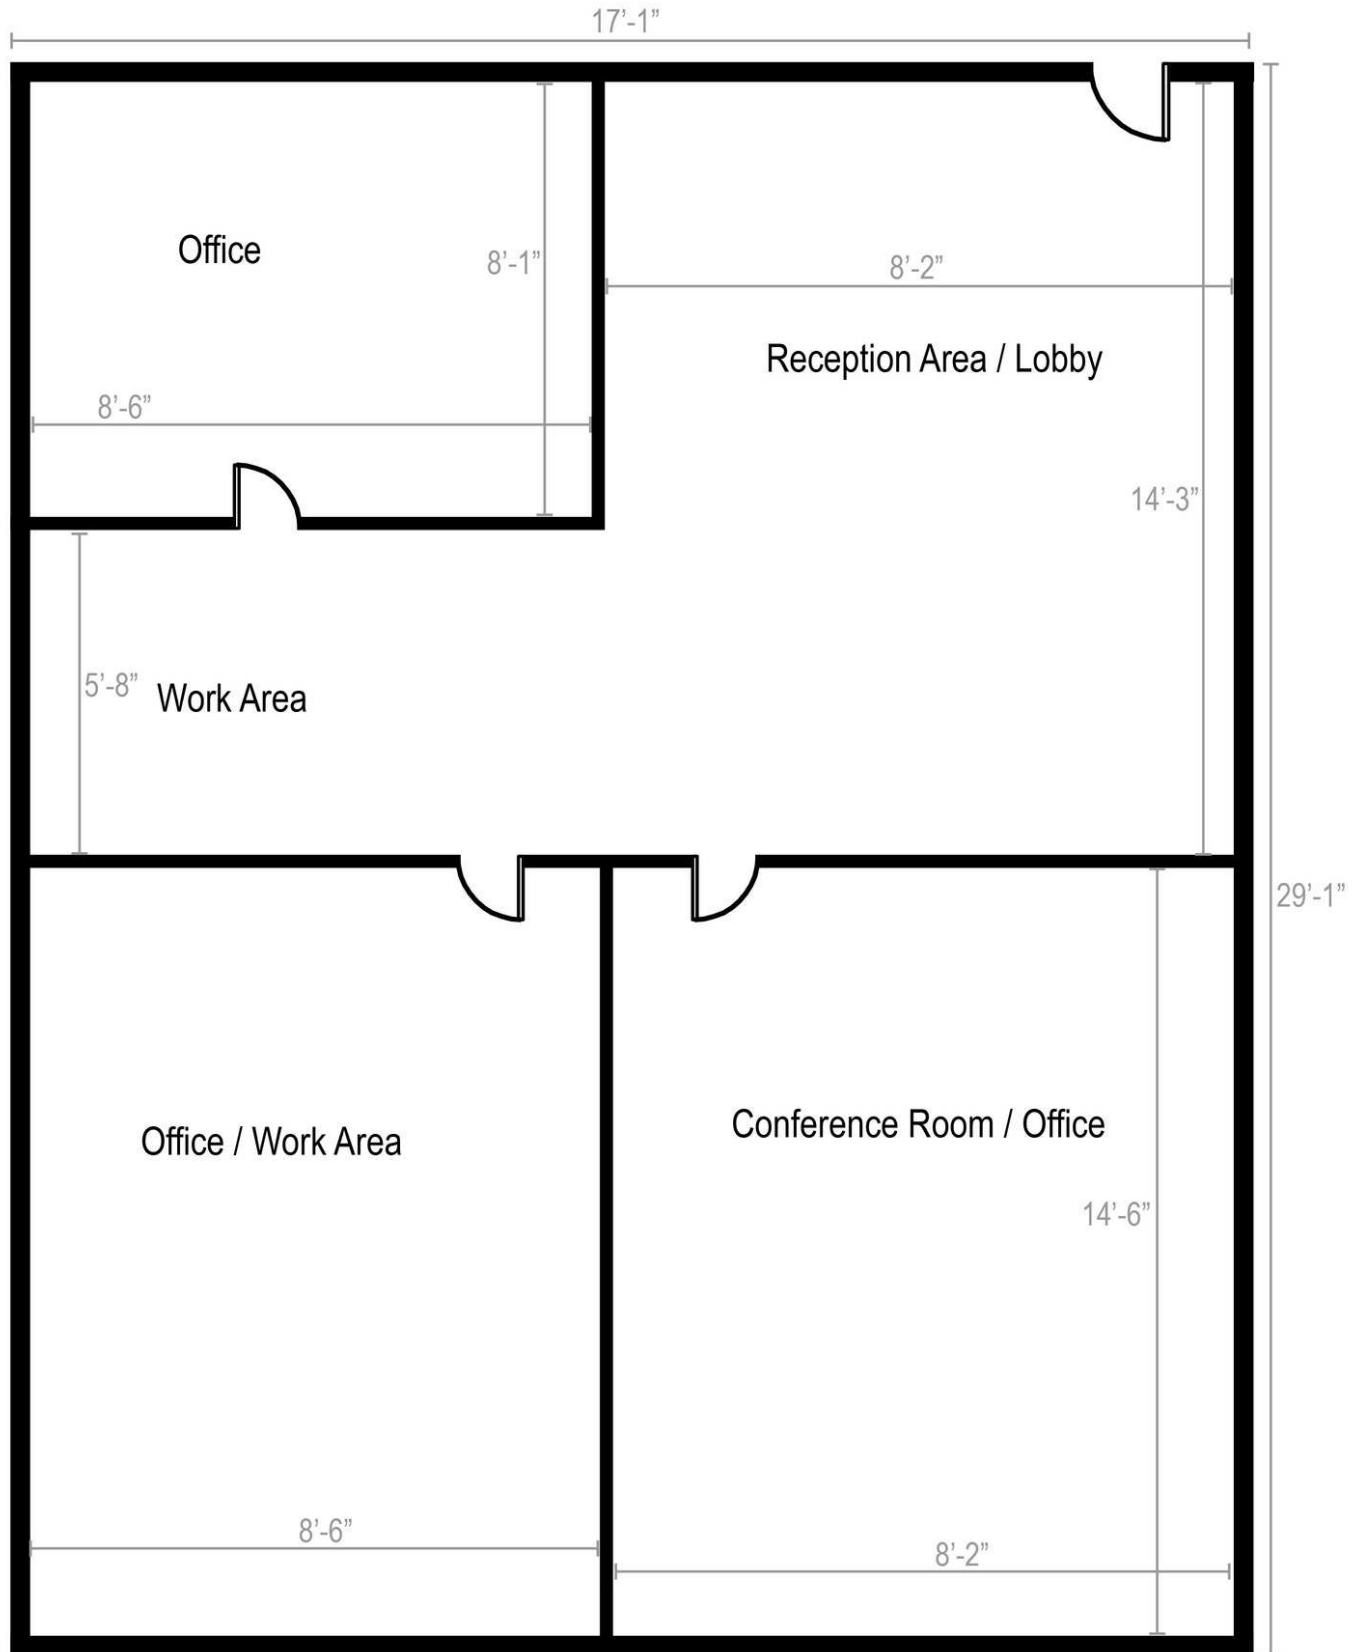 17’-1”
Office
8’-1”
8’-2”
Reception Area / Lobby
8’-6”
14’-3”
5’-8”
Work Area
29’-1”
Office / Work Area
Conference Room / Office
14’-6”
8’-6”
8’-2”